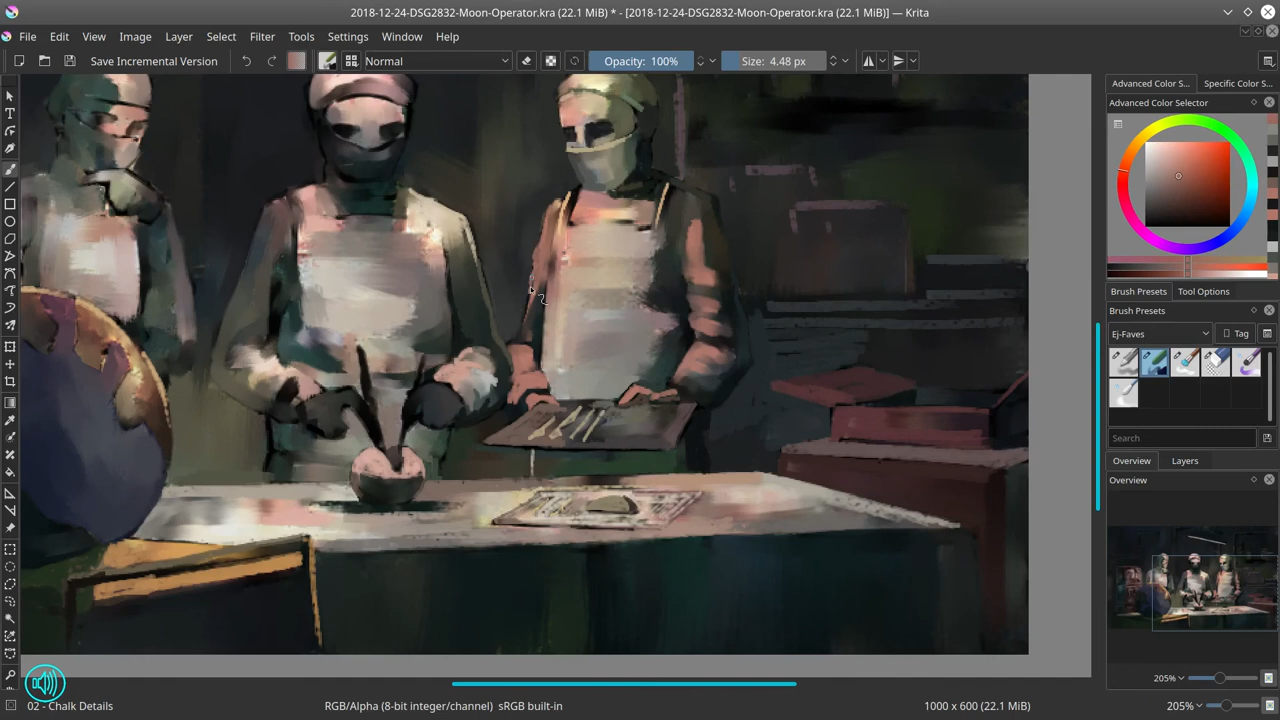 2018-12-24-DSG2832-Moon-Operator.kra (22.1 MiB) * - [2018-12-24-DSG2832-Moon-Operator.kra (22.1 MiB)] — Krita
File Edit View Image Layer Select Filter Tools Settings Window Help
Save Incremental Version Normal Opacity: 100% Size: 4.48 px
Advanced Color S... Specific Color S...
Advanced Color Selector
Brush Presets Tool Options
Brush Presets
Ej-Faves Tag
Search
Overview Layers
Overview
205%
02 - Chalk Details RGB/Alpha (8-bit integer/channel) sRGB built-in 1000 x 600 (22.1 MiB) 205%